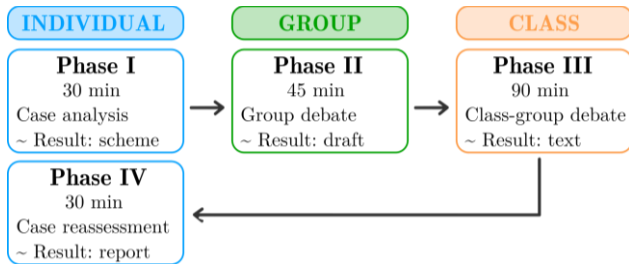 INDIVIDUAL
GROUP
CLASS
Phase I
30 min
Case analysis
~ Result: scheme
Phase II
45 min
Group debate
~ Result: draft
Phase III
90 min
Class-group debate
~ Result: text
Phase IV
30 min
Case reassessment
~ Result: report